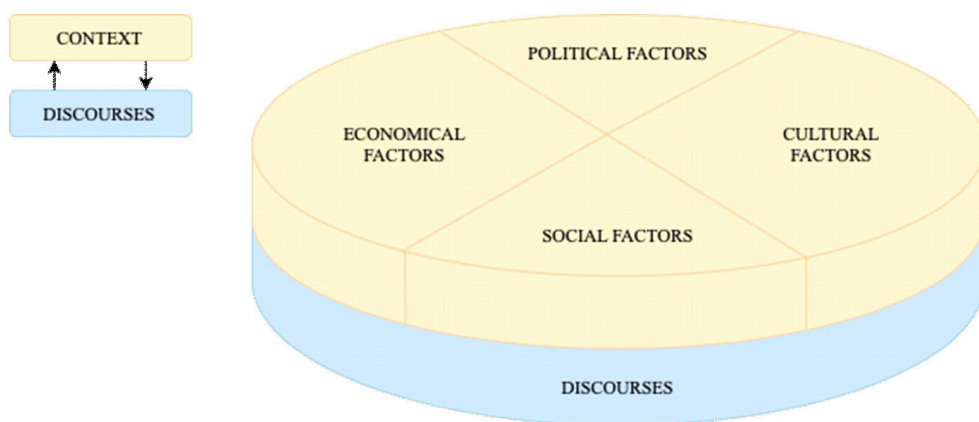 CONTEXT
DISCOURSES
POLITICAL FACTORS
ECONOMICAL
FACTORS
CULTURAL
FACTORS
SOCIAL FACTORS
DISCOURSES